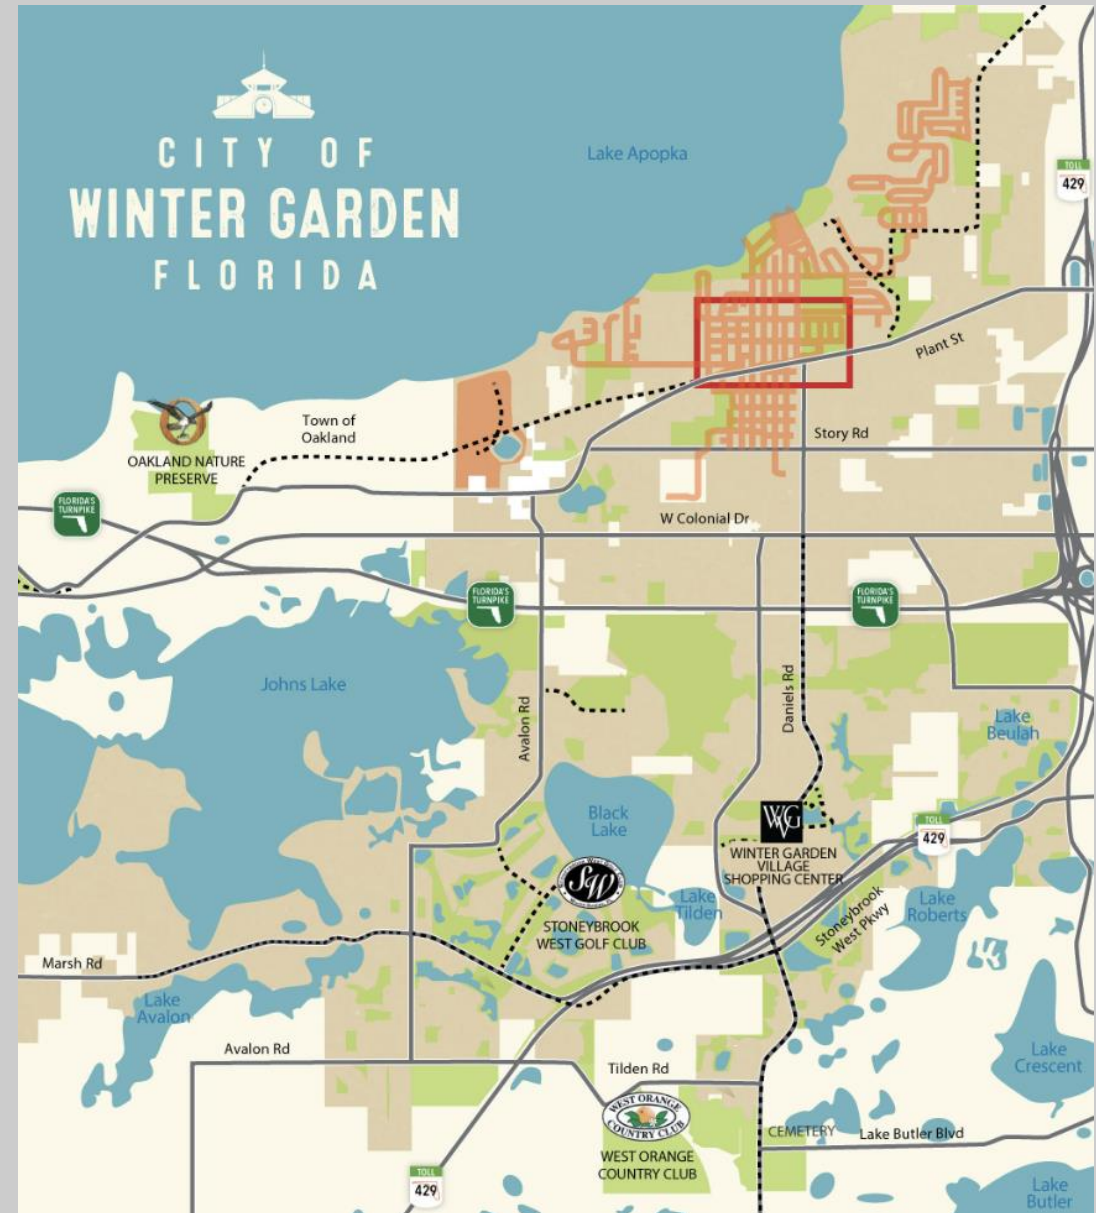 CITY OF
WINTER GARDEN
FLORIDA
Lake Apopka
TOLL
429
Plant St
Town of
Oakland
OAKLAND NATURE
PRESERVE
Story Rd
FLORIDA'S
TURNPIKE
W Colonial Dr
FLORIDA'S
TURNPIKE
FLORIDA'S
TURNPIKE
Johns Lake
Avalon Rd
Daniels Rd
Lake
Beulah
Black
Lake
WVG
TOLL
429
WINTER GARDEN
VILLAGE
SHOPPING CENTER
SW
Lake
Tilden
Lake
Roberts
Stoneybrook
West Pkwy
STONEYBROOK
WEST GOLF CLUB
Marsh Rd
Lake
Avalon
Avalon Rd
Tilden Rd
Lake
Crescent
WEST ORANGE
COUNTRY CLUB
CEMETERY
Lake Butler Blvd
WEST ORANGE
COUNTRY CLUB
TOLL
429
Lake
Butler